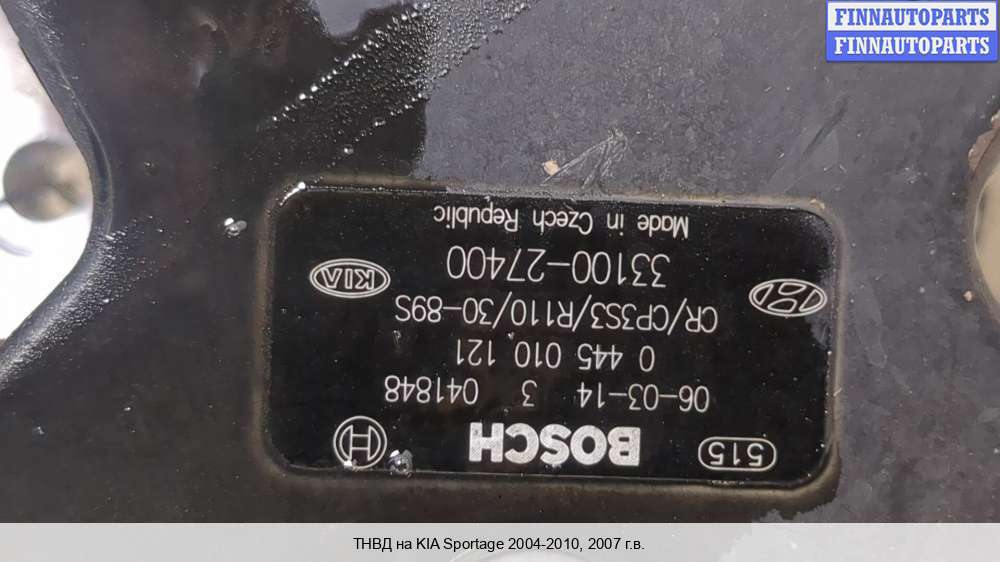 FINNAUTOPARTS
FINNAUTOPARTS
515
BOSCH
06-03-14 3 041848
0 445 010 121
CR/CP3S3/R110/30-89S
33100-27400
KIA
Made in Czech Republic
ТНВД на KIA Sportage 2004-2010, 2007 г.в.